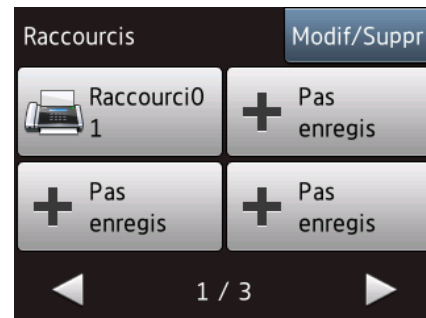 Raccourcis
Modif/Suppr
Raccourci0
1
Pas
enregis
Pas
enregis
Pas
enregis
1 / 3